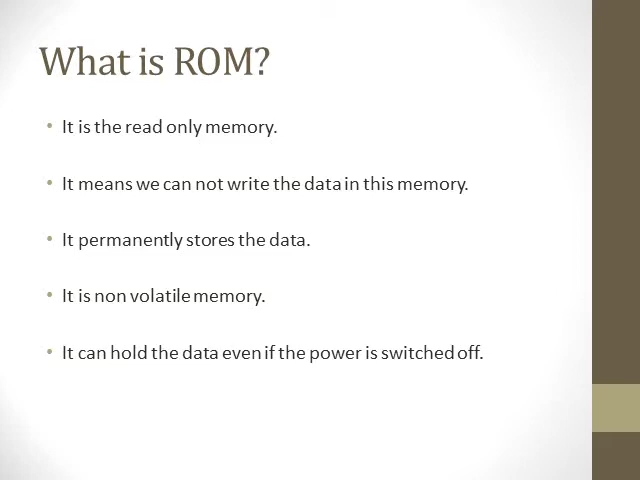 What is ROM?
• It is the read only memory.
• It means we can not write the data in this memory.
• It permanently stores the data.
• It is non volatile memory.
• It can hold the data even if the power is switched off.